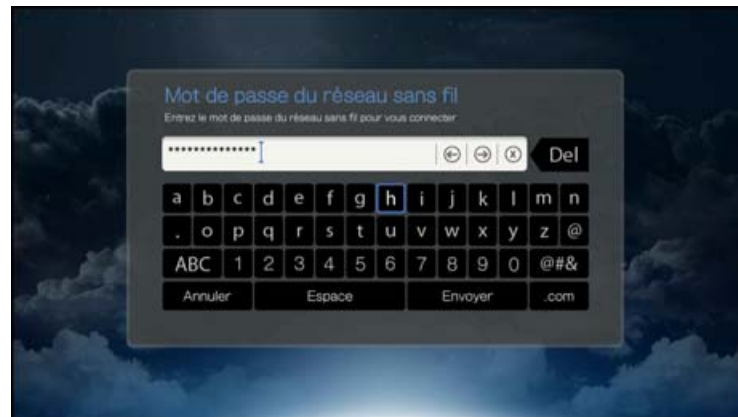 Mot de passe du réseau sans fil
Entrez le mot de passe du réseau sans fil pour vous connecter
************** Del
a b c d e f g h i j k l m n
. o p q r s t u v w x y z @
ABC 1 2 3 4 5 6 7 8 9 0 @#&
Annuler Espace Envoyer .com